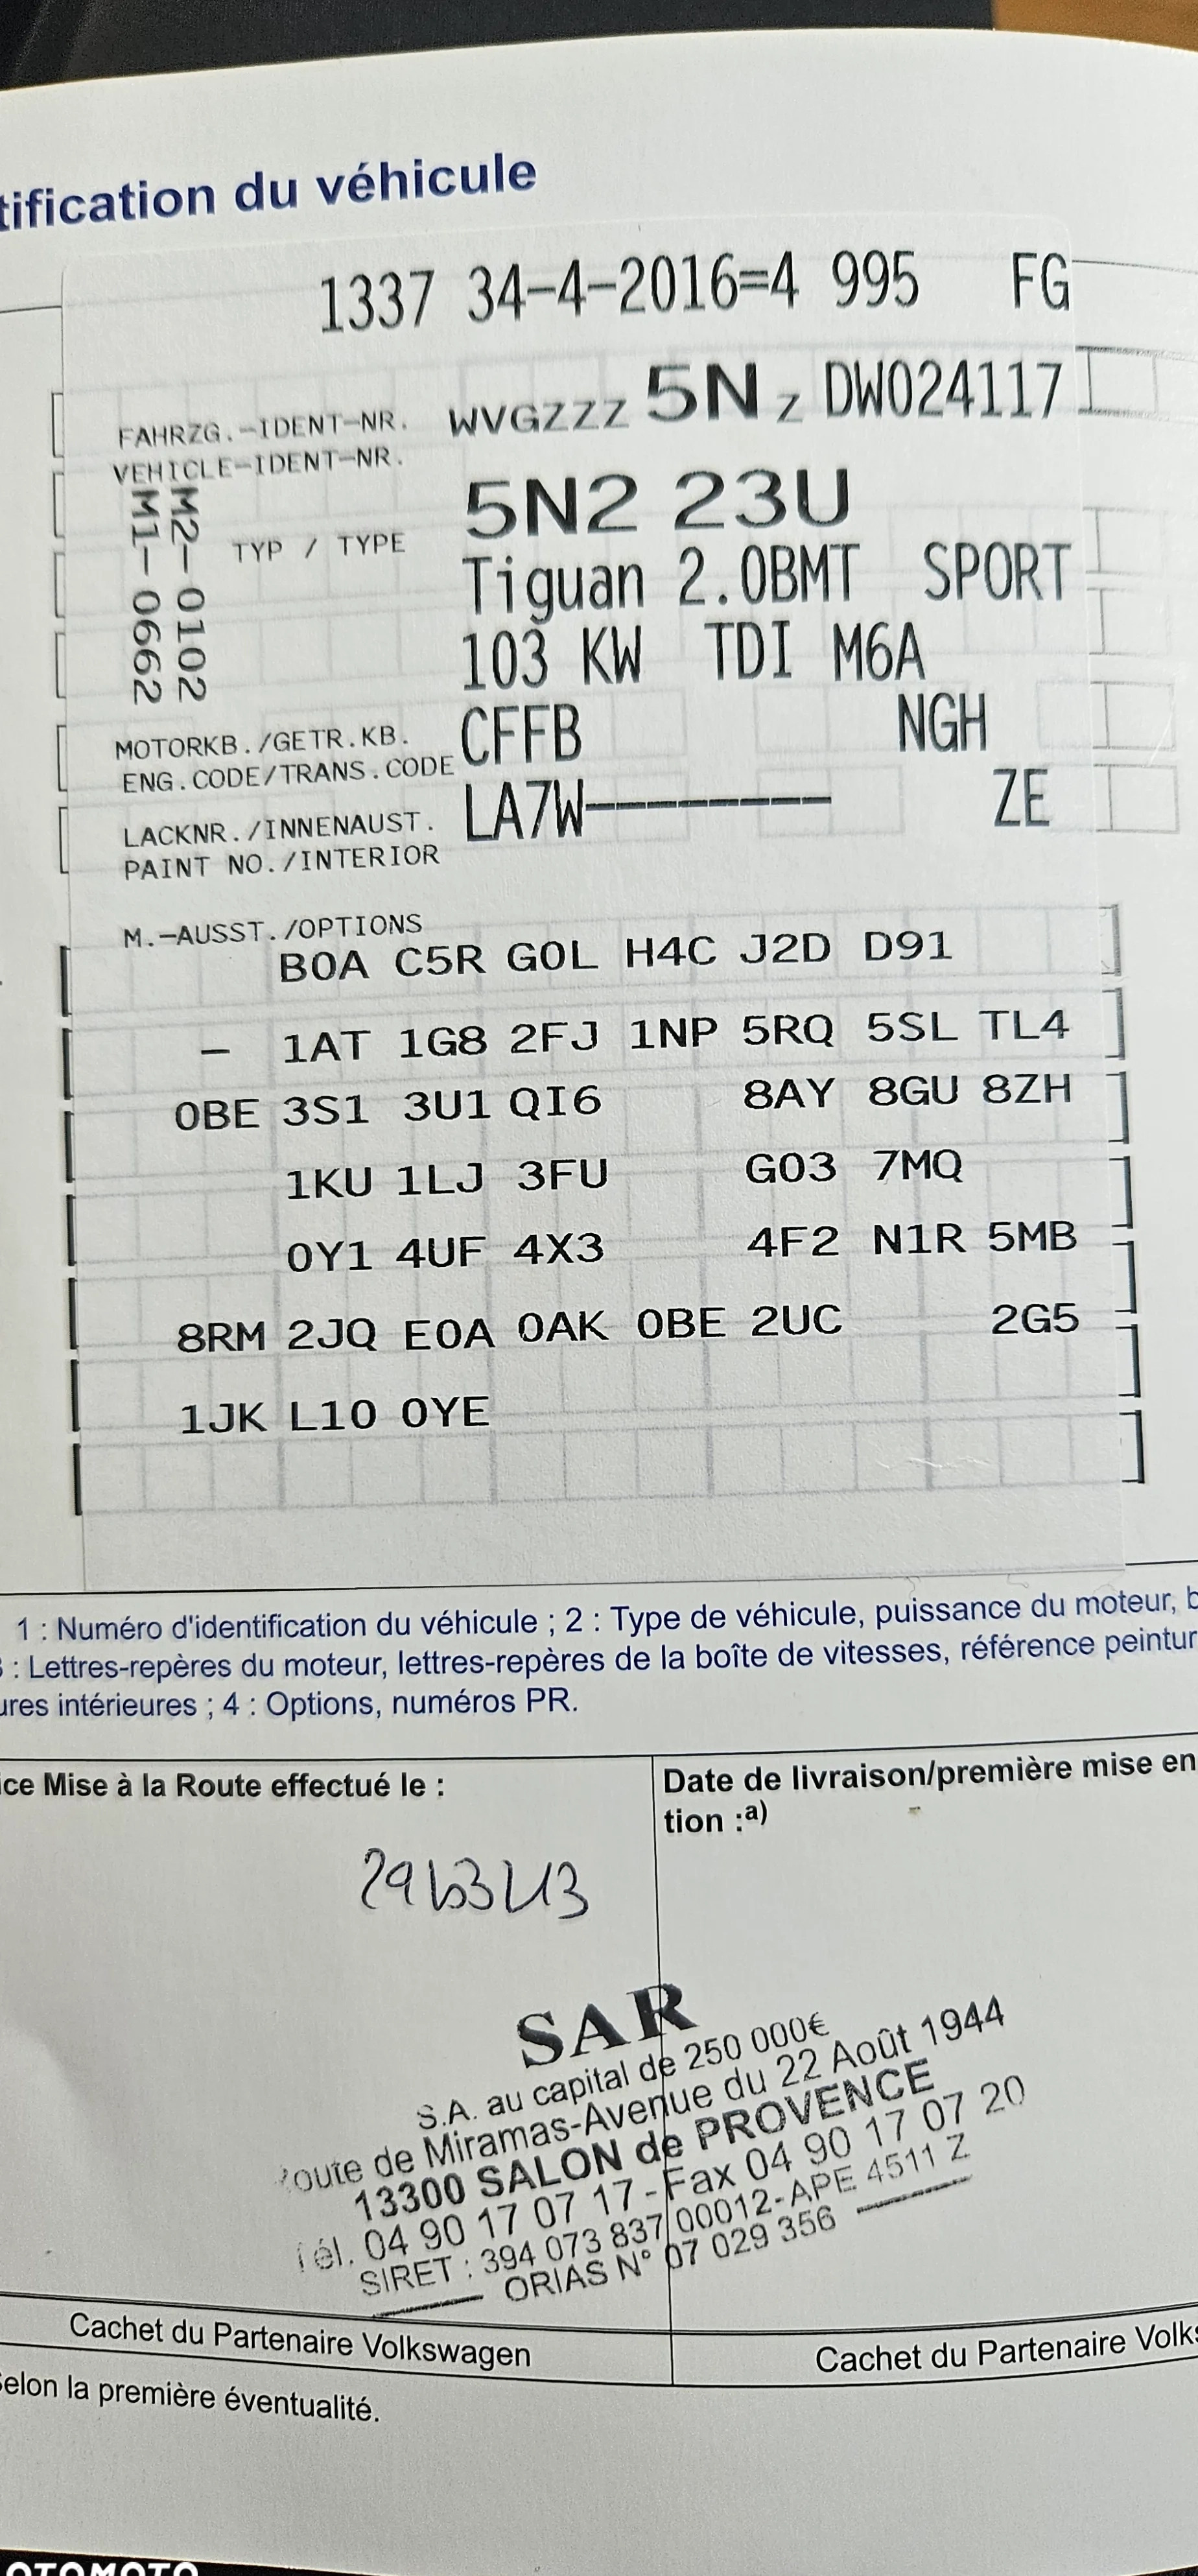 tification du véhicule
1337 34-4-2016=4 995 FG
FAHRZG.-IDENT-NR. WVGZZZ 5N Z DW024117
VEHICLE-IDENT-NR.
M2-0102
M1-0662
5N2 23U
TYP / TYPE
Tiguan 2.0BMT SPORT
103 KW TDI M6A
MOTORKB./GETR.KB. CFFB NGH
ENG.CODE/TRANS.CODE
LACKNR./INNENAUST. LA7W-------- ZE
PAINT NO./INTERIOR
M.-AUSST./OPTIONS
B0A C5R G0L H4C J2D D91
- 1AT 1G8 2FJ 1NP 5RQ 5SL TL4
0BE 3S1 3U1 QI6 8AY 8GU 8ZH
1KU 1LJ 3FU G03 7MQ
0Y1 4UF 4X3 4F2 N1R 5MB
8RM 2JQ E0A 0AK 0BE 2UC 2G5
1JK L10 0YE
1 : Numéro d'identification du véhicule ; 2 : Type de véhicule, puissance du moteur, b
: Lettres-repères du moteur, lettres-repères de la boîte de vitesses, référence peintur
ures intérieures ; 4 : Options, numéros PR.
ice Mise à la Route effectué le :
Date de livraison/première mise en
tion :a)
SAR
S.A. au capital de 250 000€
Route de Miramas-Avenue du 22 Août 1944
13300 SALON de PROVENCE
Tél. 04 90 17 07 17-Fax 04 90 17 07 20
SIRET : 394 073 837 00012-APE 4511 Z
ORIAS N° 07 029 356
Cachet du Partenaire Volkswagen
Cachet du Partenaire Volks
Selon la première éventualité.
OTOMOTO